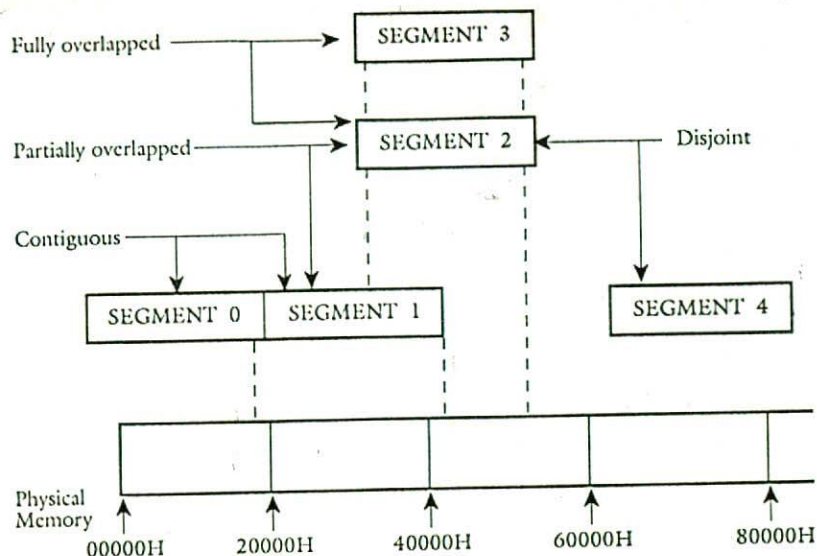 SEGMENT 3
Fully overlapped
SEGMENT 2
Partially overlapped
Disjoint
Contiguous
SEGMENT 0
SEGMENT 1
SEGMENT 4
Physical
Memory
00000H
20000H
40000H
60000H
80000H